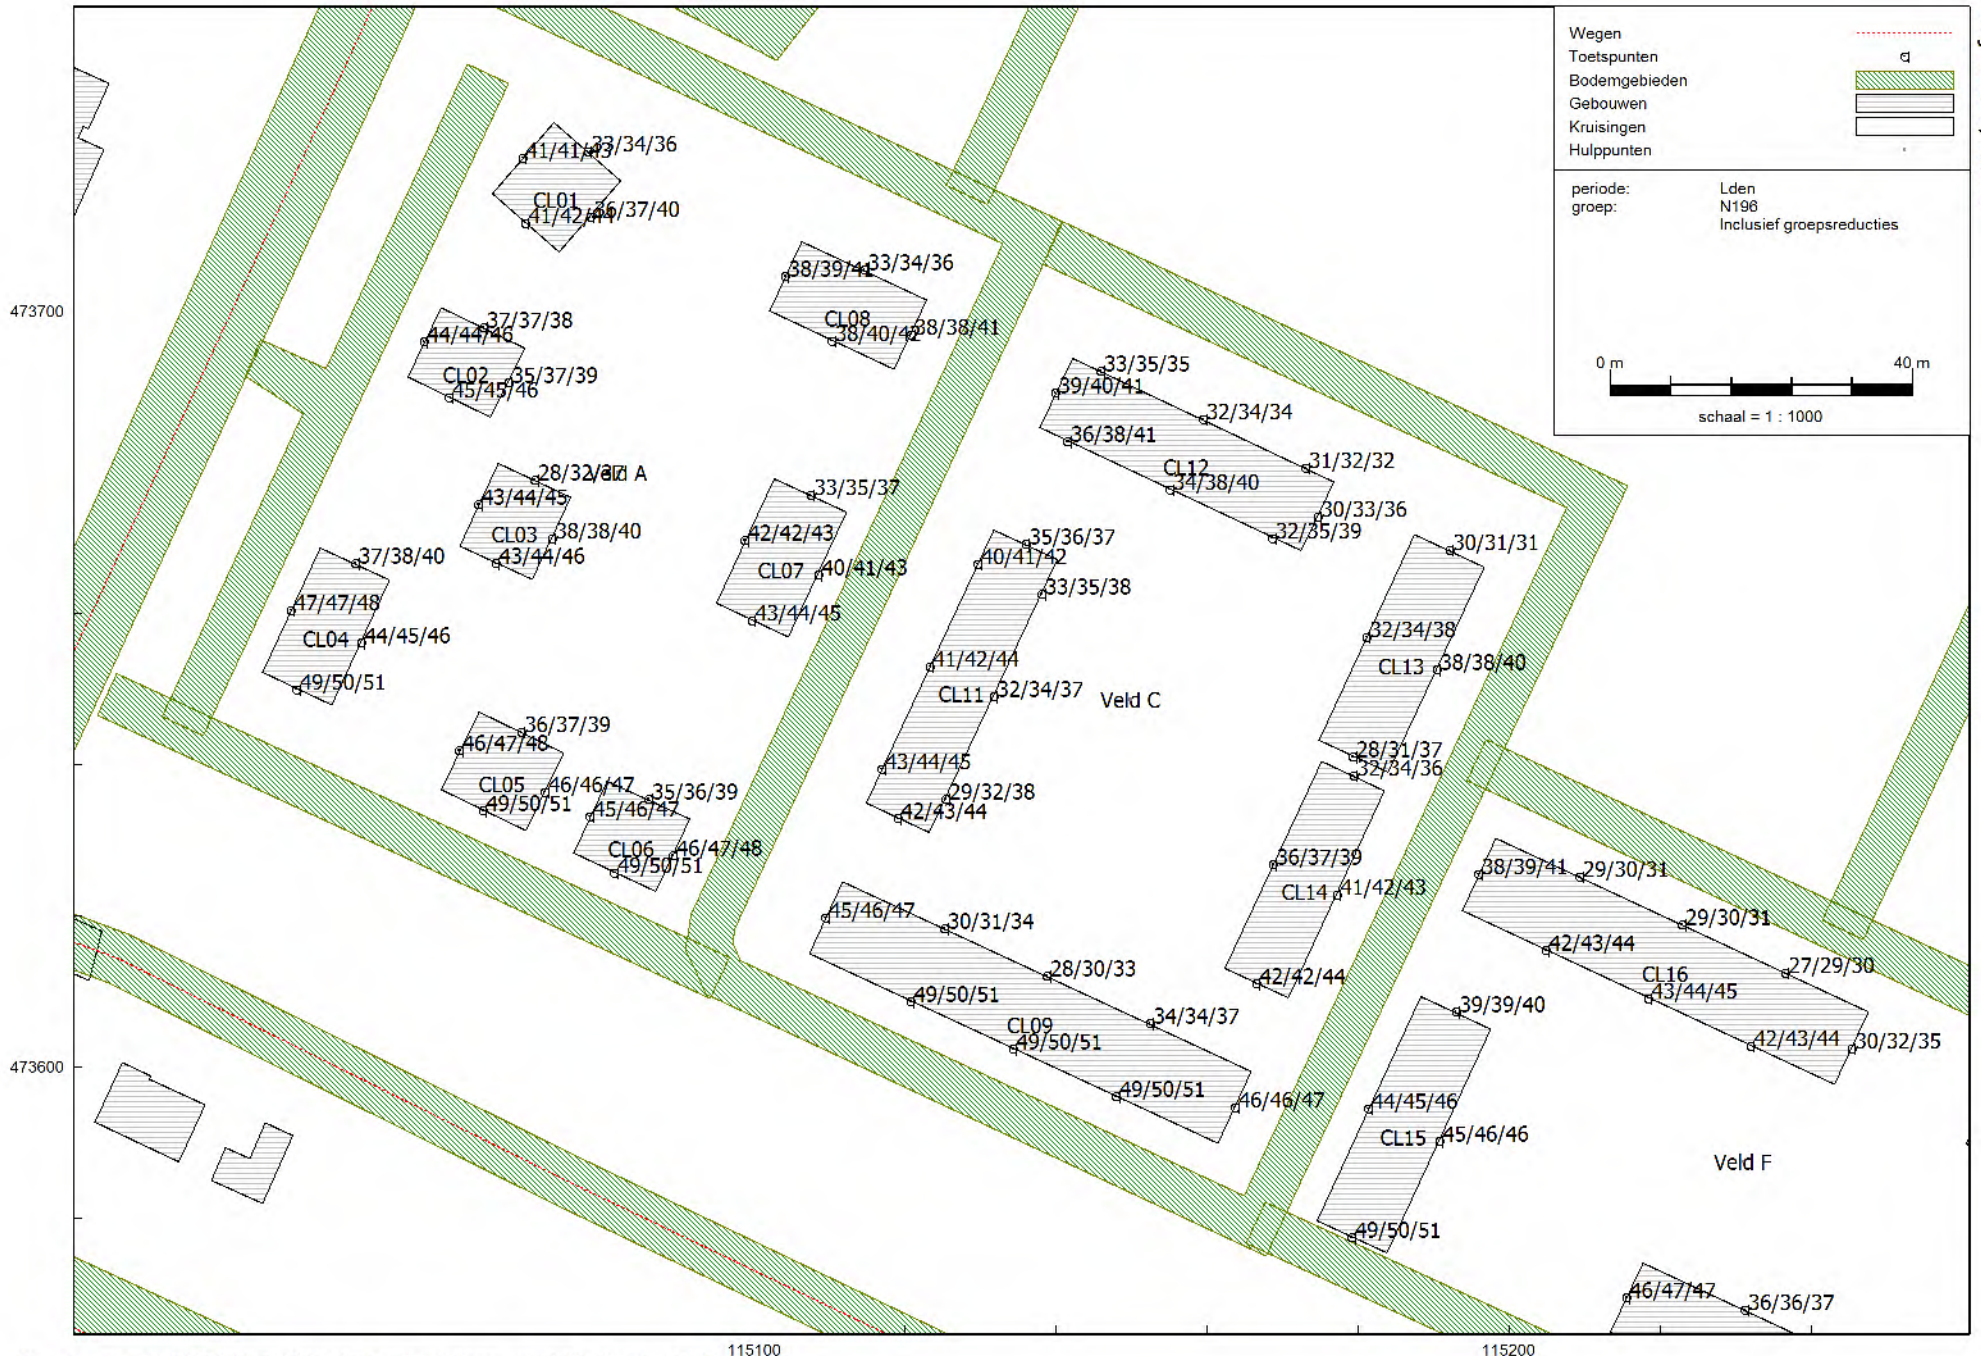 Wegen
Toetspunten
Bodemgebieden
Gebouwen
Kruisingen
Hulppunten
periode: Lden
groep: N196
Inclusief groepsreducties
0 m 40 m
schaal = 1 : 1000
41/41/43
33/34/36
CL01
41/42/44
36/37/40
38/39/41
33/34/36
CL08
38/40/42
38/38/41
473700
37/37/38
44/44/46
CL02
35/37/39
45/45/46
33/35/35
39/40/41
32/34/34
36/38/41
CL12
31/32/32
34/38/40
30/33/36
32/35/39
28/32/37
Veld A
43/44/45
CL03
38/38/40
43/44/46
33/35/37
42/42/43
CL07
40/41/43
43/44/45
35/36/37
40/41/42
33/35/38
41/42/44
CL11
32/34/37
43/44/45
29/32/38
42/43/44
Veld C
30/31/31
32/34/38
CL13
38/38/40
28/31/37
32/34/36
36/37/39
CL14
41/42/43
42/42/44
37/38/40
47/47/48
CL04
44/45/46
49/50/51
36/37/39
46/47/48
CL05
46/46/47
49/50/51
35/36/39
45/46/47
CL06
46/47/48
49/50/51
45/46/47
30/31/34
28/30/33
49/50/51
34/34/37
CL09
49/50/51
49/50/51
46/46/47
38/39/41
29/30/31
29/30/31
42/43/44
27/29/30
CL16
43/44/45
42/43/44
30/32/35
473600
39/39/40
44/45/46
CL15
45/46/46
49/50/51
Veld F
46/47/47
36/36/37
115100
115200